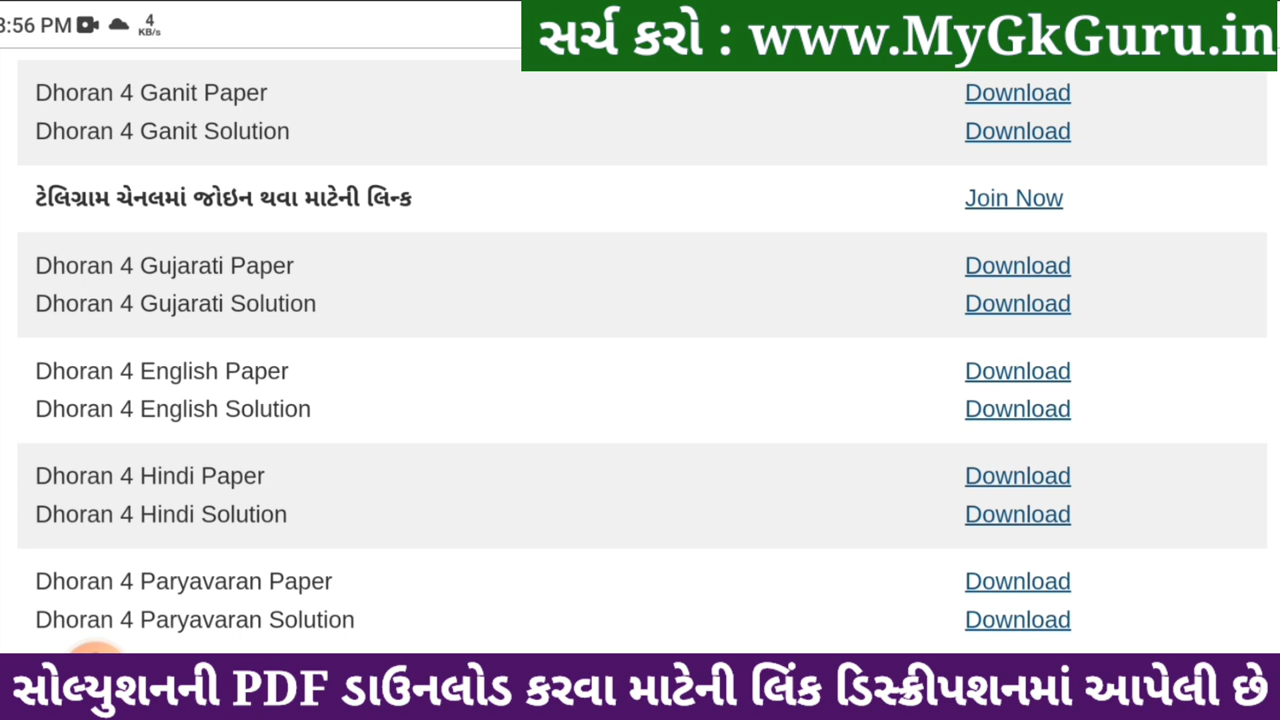 3:56 PM 4 KB/s
સર્ચ કરો : www.MyGkGuru.in
Dhoran 4 Ganit Paper Download
Dhoran 4 Ganit Solution Download
ટેલિગ્રામ ચેનલમાં જોઇન થવા માટેની લિન્ક Join Now
Dhoran 4 Gujarati Paper Download
Dhoran 4 Gujarati Solution Download
Dhoran 4 English Paper Download
Dhoran 4 English Solution Download
Dhoran 4 Hindi Paper Download
Dhoran 4 Hindi Solution Download
Dhoran 4 Paryavaran Paper Download
Dhoran 4 Paryavaran Solution Download
સોલ્યુશનની PDF ડાઉનલોડ કરવા માટેની લિંક ડિસ્ક્રીપશનમાં આપેલી છે